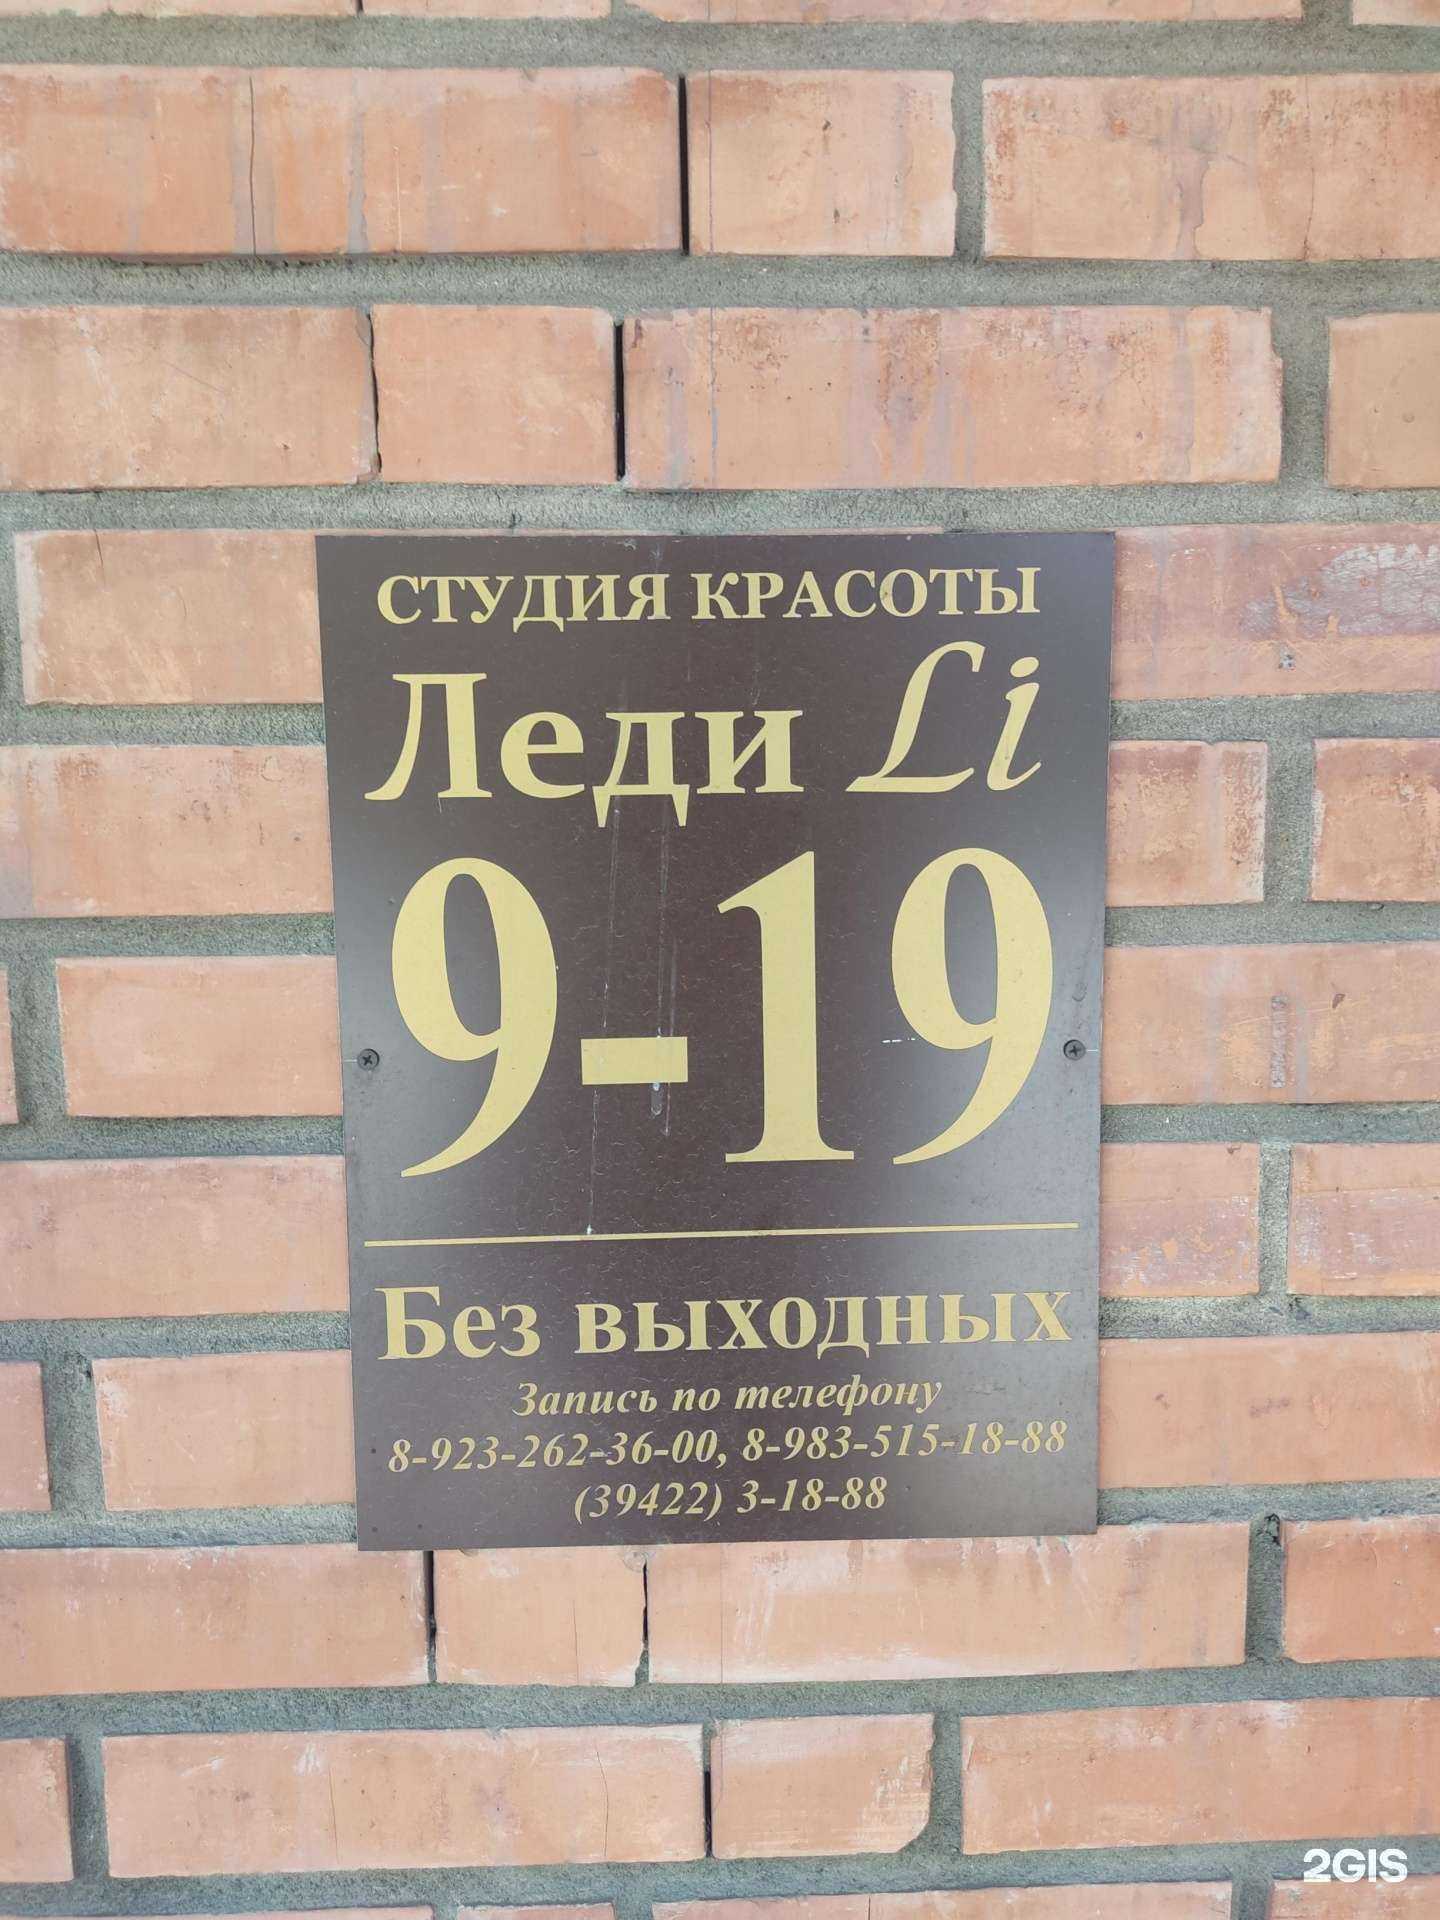 СТУДИЯ КРАСОТЫ
Леди Li
9-19
Без выходных
Запись по телефону
8-923-262-36-00, 8-983-515-18-88
(39422) 3-18-88
2GIS